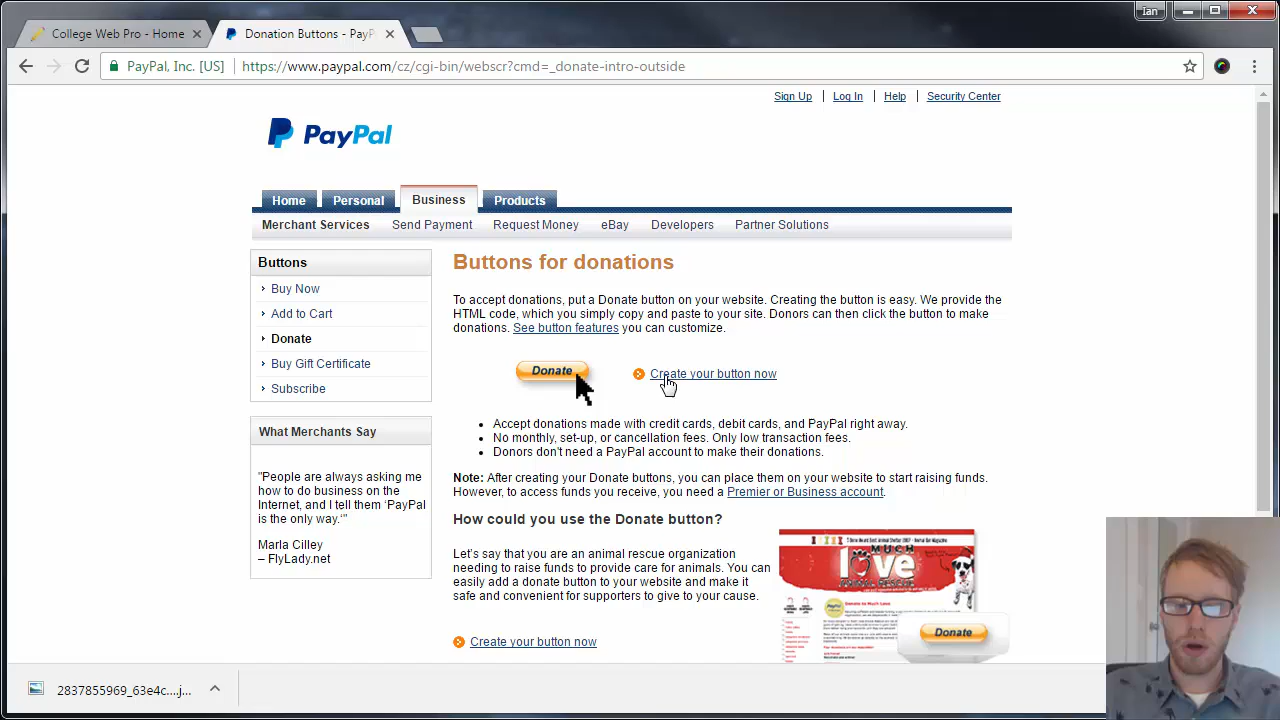 Ian
College Web Pro - Home
Donation Buttons - PayP
PayPal, Inc. [US]
https://www.paypal.com/cz/cgi-bin/webscr?cmd=_donate-intro-outside
Sign Up
Log In
Help
Security Center
PayPal
Home
Personal
Business
Products
Merchant Services
Send Payment
Request Money
eBay
Developers
Partner Solutions
Buttons
Buy Now
Add to Cart
Donate
Buy Gift Certificate
Subscribe
What Merchants Say
"People are always asking me
how to do business on the
Internet, and I tell them ‘PayPal
is the only way.’"
Marla Cilley
– FlyLady.net
Buttons for donations
To accept donations, put a Donate button on your website. Creating the button is easy. We provide the
HTML code, which you simply copy and paste to your site. Donors can then click the button to make
donations. See button features you can customize.
Donate
Create your button now
Accept donations made with credit cards, debit cards, and PayPal right away.
No monthly, set-up, or cancellation fees. Only low transaction fees.
Donors don't need a PayPal account to make their donations.
Note: After creating your Donate buttons, you can place them on your website to start raising funds.
However, to access funds you receive, you need a Premier or Business account.
How could you use the Donate button?
Let's say that you are an animal rescue organization
needing to raise funds to provide care for animals. You can
easily add a donate button to your website and make it
safe and convenient for supporters to give to your cause.
MUCH
love
ANIMAL RESCUE
Donate to Much Love
Donate
Create your button now
2837835969_63e4c....j...